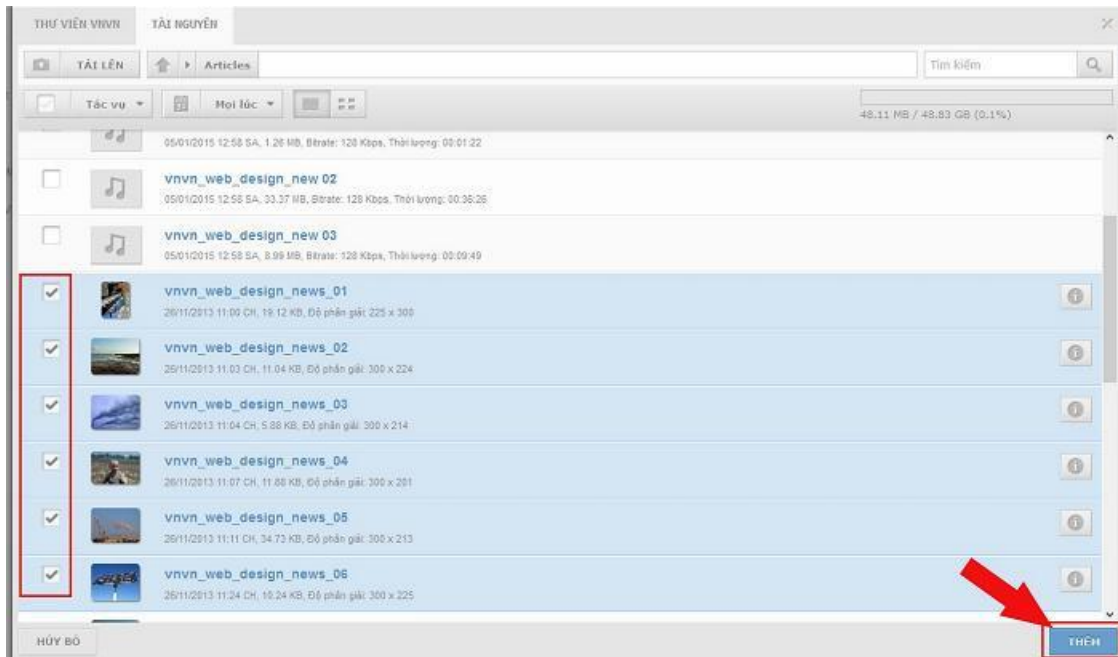 THƯ VIỆN VNVN TÀI NGUYÊN
TẢI LÊN Articles Tìm kiếm
Tác vụ Mọi lúc
48.11 MB / 48.83 GB (0.1%)
05/01/2015 12:58 SA, 1.26 MB, Bitrate: 128 Kbps, Thời lượng: 00:01:22
vnvn_web_design_new 02
05/01/2015 12:58 SA, 33.37 MB, Bitrate: 128 Kbps, Thời lượng: 00:36:26
vnvn_web_design_new 03
05/01/2015 12:58 SA, 8.99 MB, Bitrate: 128 Kbps, Thời lượng: 00:09:49
vnvn_web_design_news_01
26/11/2013 11:00 CH, 19.12 KB, Độ phân giải: 225 x 300
vnvn_web_design_news_02
26/11/2013 11:03 CH, 11.04 KB, Độ phân giải: 300 x 224
vnvn_web_design_news_03
26/11/2013 11:04 CH, 5.88 KB, Độ phân giải: 300 x 214
vnvn_web_design_news_04
26/11/2013 11:07 CH, 11.88 KB, Độ phân giải: 300 x 201
vnvn_web_design_news_05
26/11/2013 11:11 CH, 34.73 KB, Độ phân giải: 300 x 213
vnvn_web_design_news_06
26/11/2013 11:24 CH, 10.24 KB, Độ phân giải: 300 x 225
HỦY BỎ THÊM